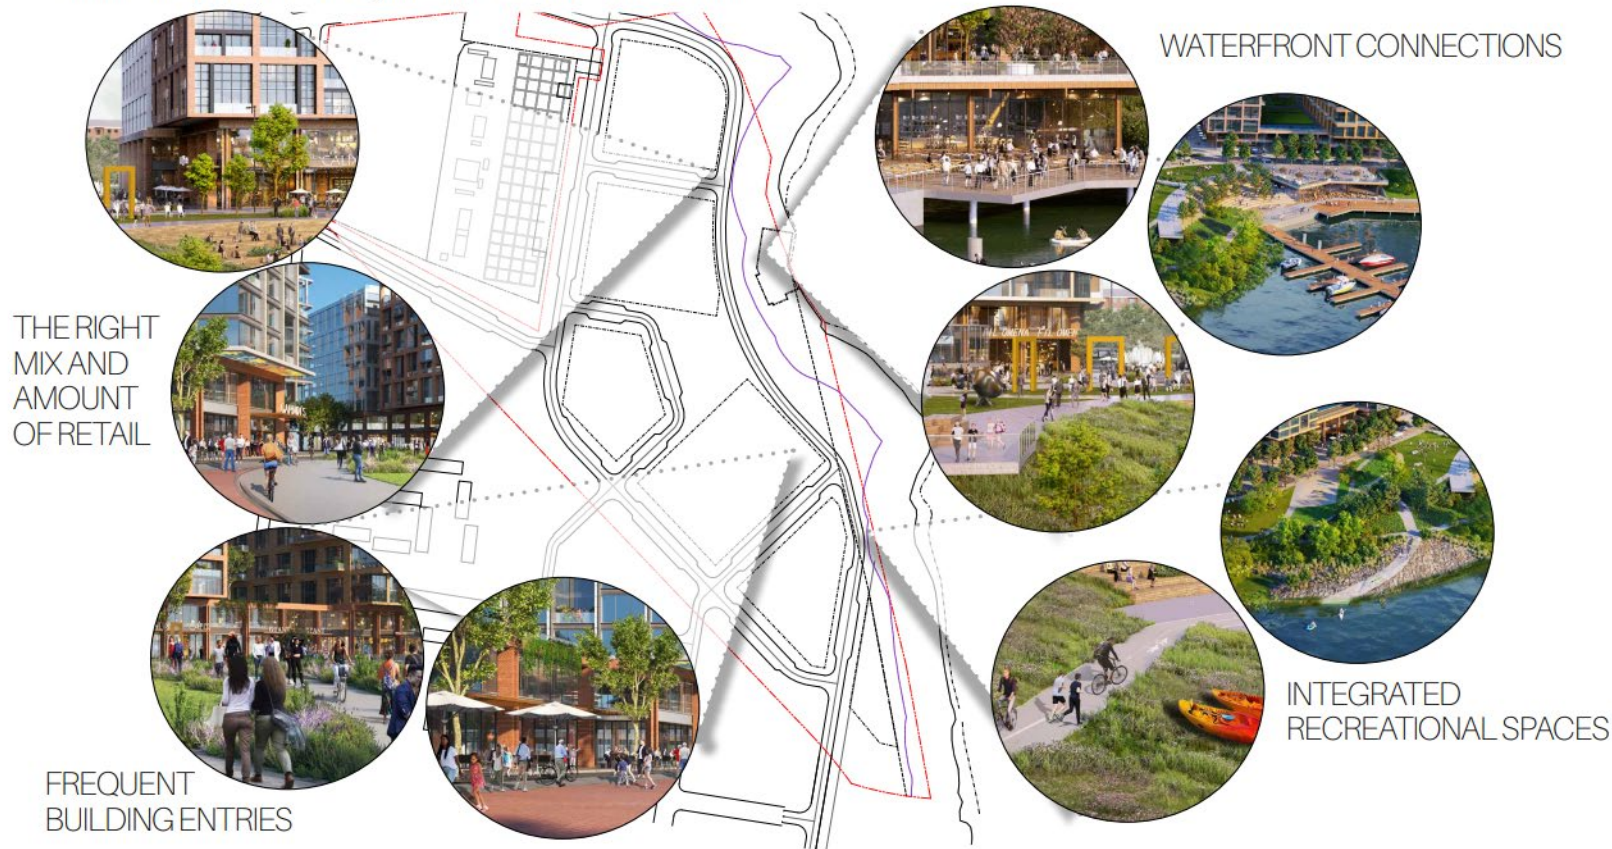 WATERFRONT CONNECTIONS
THE RIGHT
MIX AND
AMOUNT
OF RETAIL
INTEGRATED
RECREATIONAL SPACES
FREQUENT
BUILDING ENTRIES